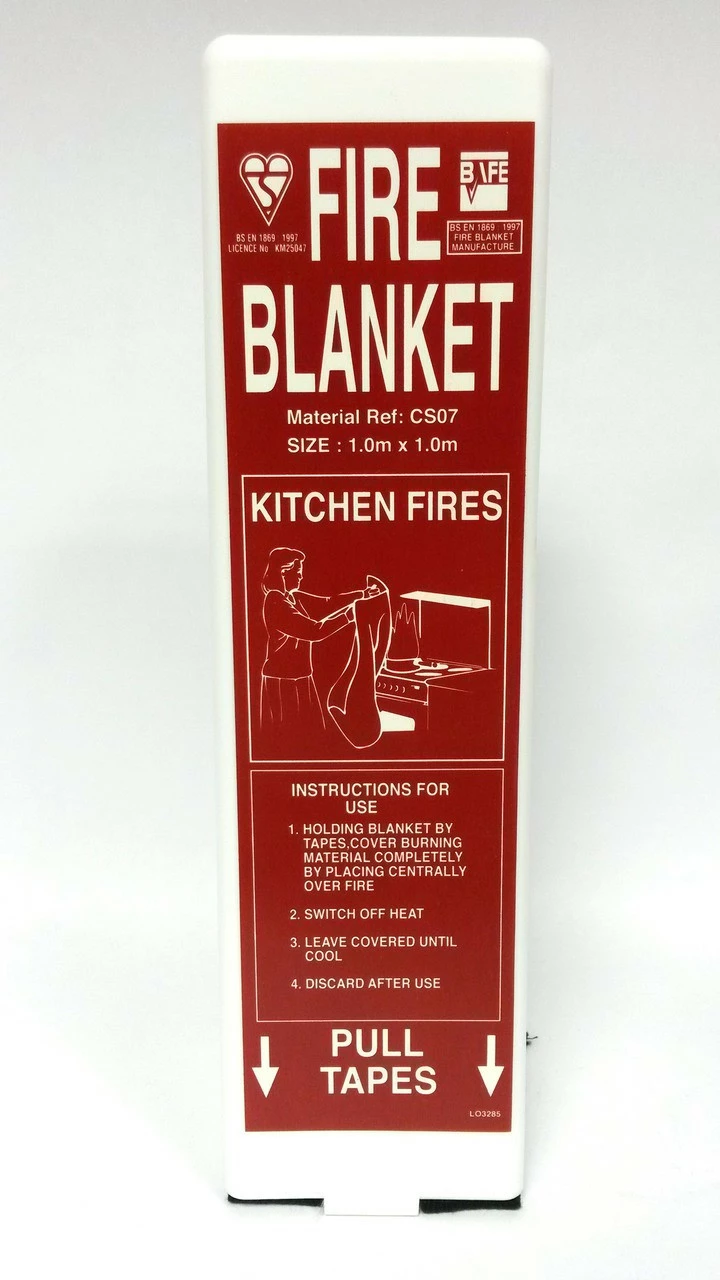 FIRE
BAFE
BS EN 1869 1997
LICENCE No KM25047
BS EN 1869 1997
FIRE BLANKET
MANUFACTURE
BLANKET
Material Ref: CS07
SIZE : 1.0m x 1.0m
KITCHEN FIRES
INSTRUCTIONS FOR
USE
1. HOLDING BLANKET BY
TAPES,COVER BURNING
MATERIAL COMPLETELY
BY PLACING CENTRALLY
OVER FIRE
2. SWITCH OFF HEAT
3. LEAVE COVERED UNTIL
COOL
4. DISCARD AFTER USE
PULL
TAPES
LO3285